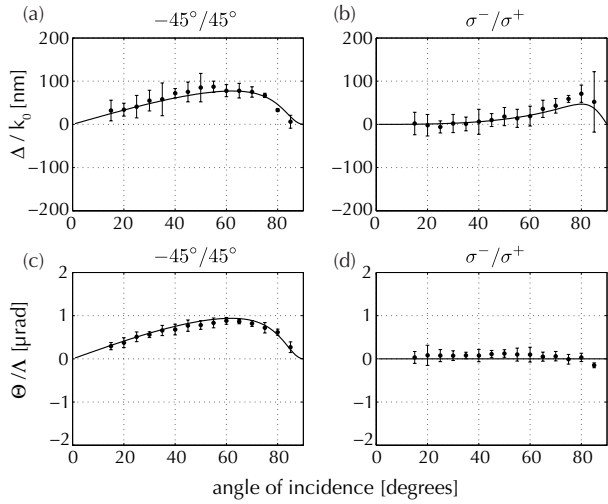 (a)
−45°/45°
(b)
σ⁻/σ⁺
Δ / k₀ [nm]
200
100
0
−100
−200
0 20 40 60 80
200
100
0
−100
−200
0 20 40 60 80
(c)
−45°/45°
(d)
σ⁻/σ⁺
Θ/Λ [µrad]
2
1
0
−1
−2
0 20 40 60 80
2
1
0
−1
−2
0 20 40 60 80
angle of incidence [degrees]